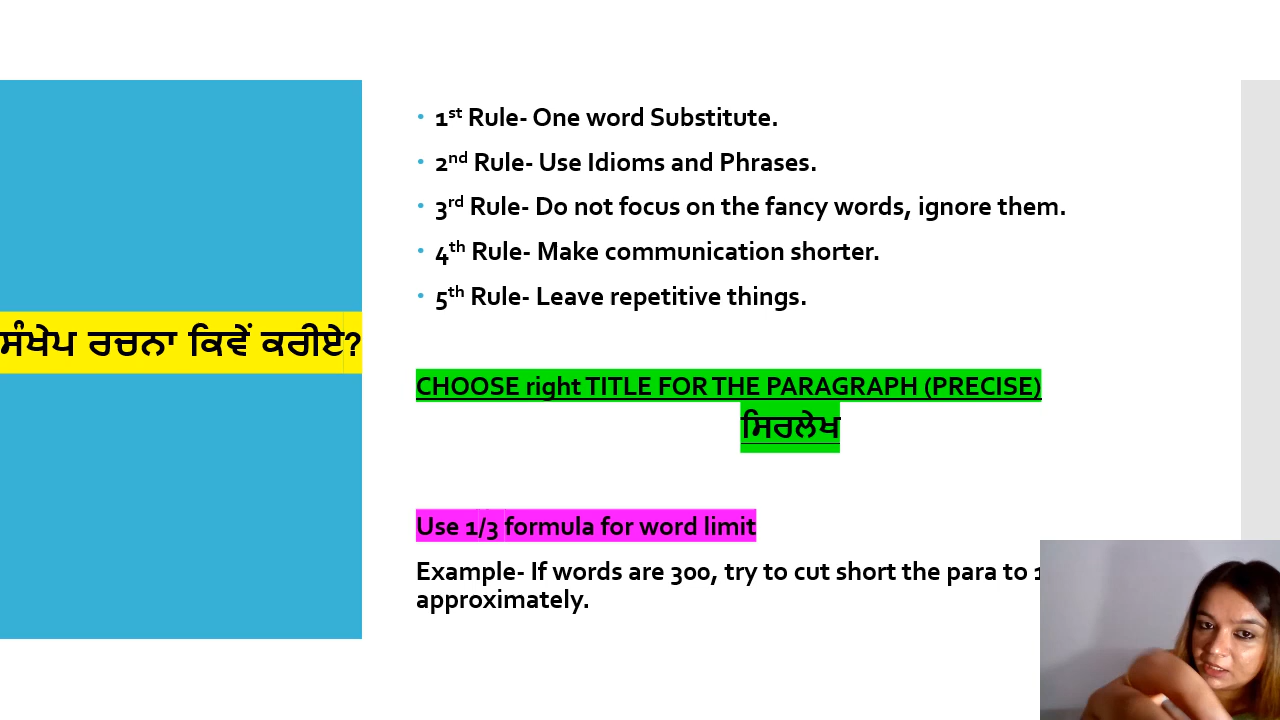 ਸੰਖੇਪ ਰਚਨਾ ਕਿਵੇਂ ਕਰੀਏ?
1st Rule- One word Substitute.
2nd Rule- Use Idioms and Phrases.
3rd Rule- Do not focus on the fancy words, ignore them.
4th Rule- Make communication shorter.
5th Rule- Leave repetitive things.
CHOOSE right TITLE FOR THE PARAGRAPH (PRECISE)
ਸਿਰਲੇਖ
Use 1/3 formula for word limit
Example- If words are 300, try to cut short the para to
approximately.